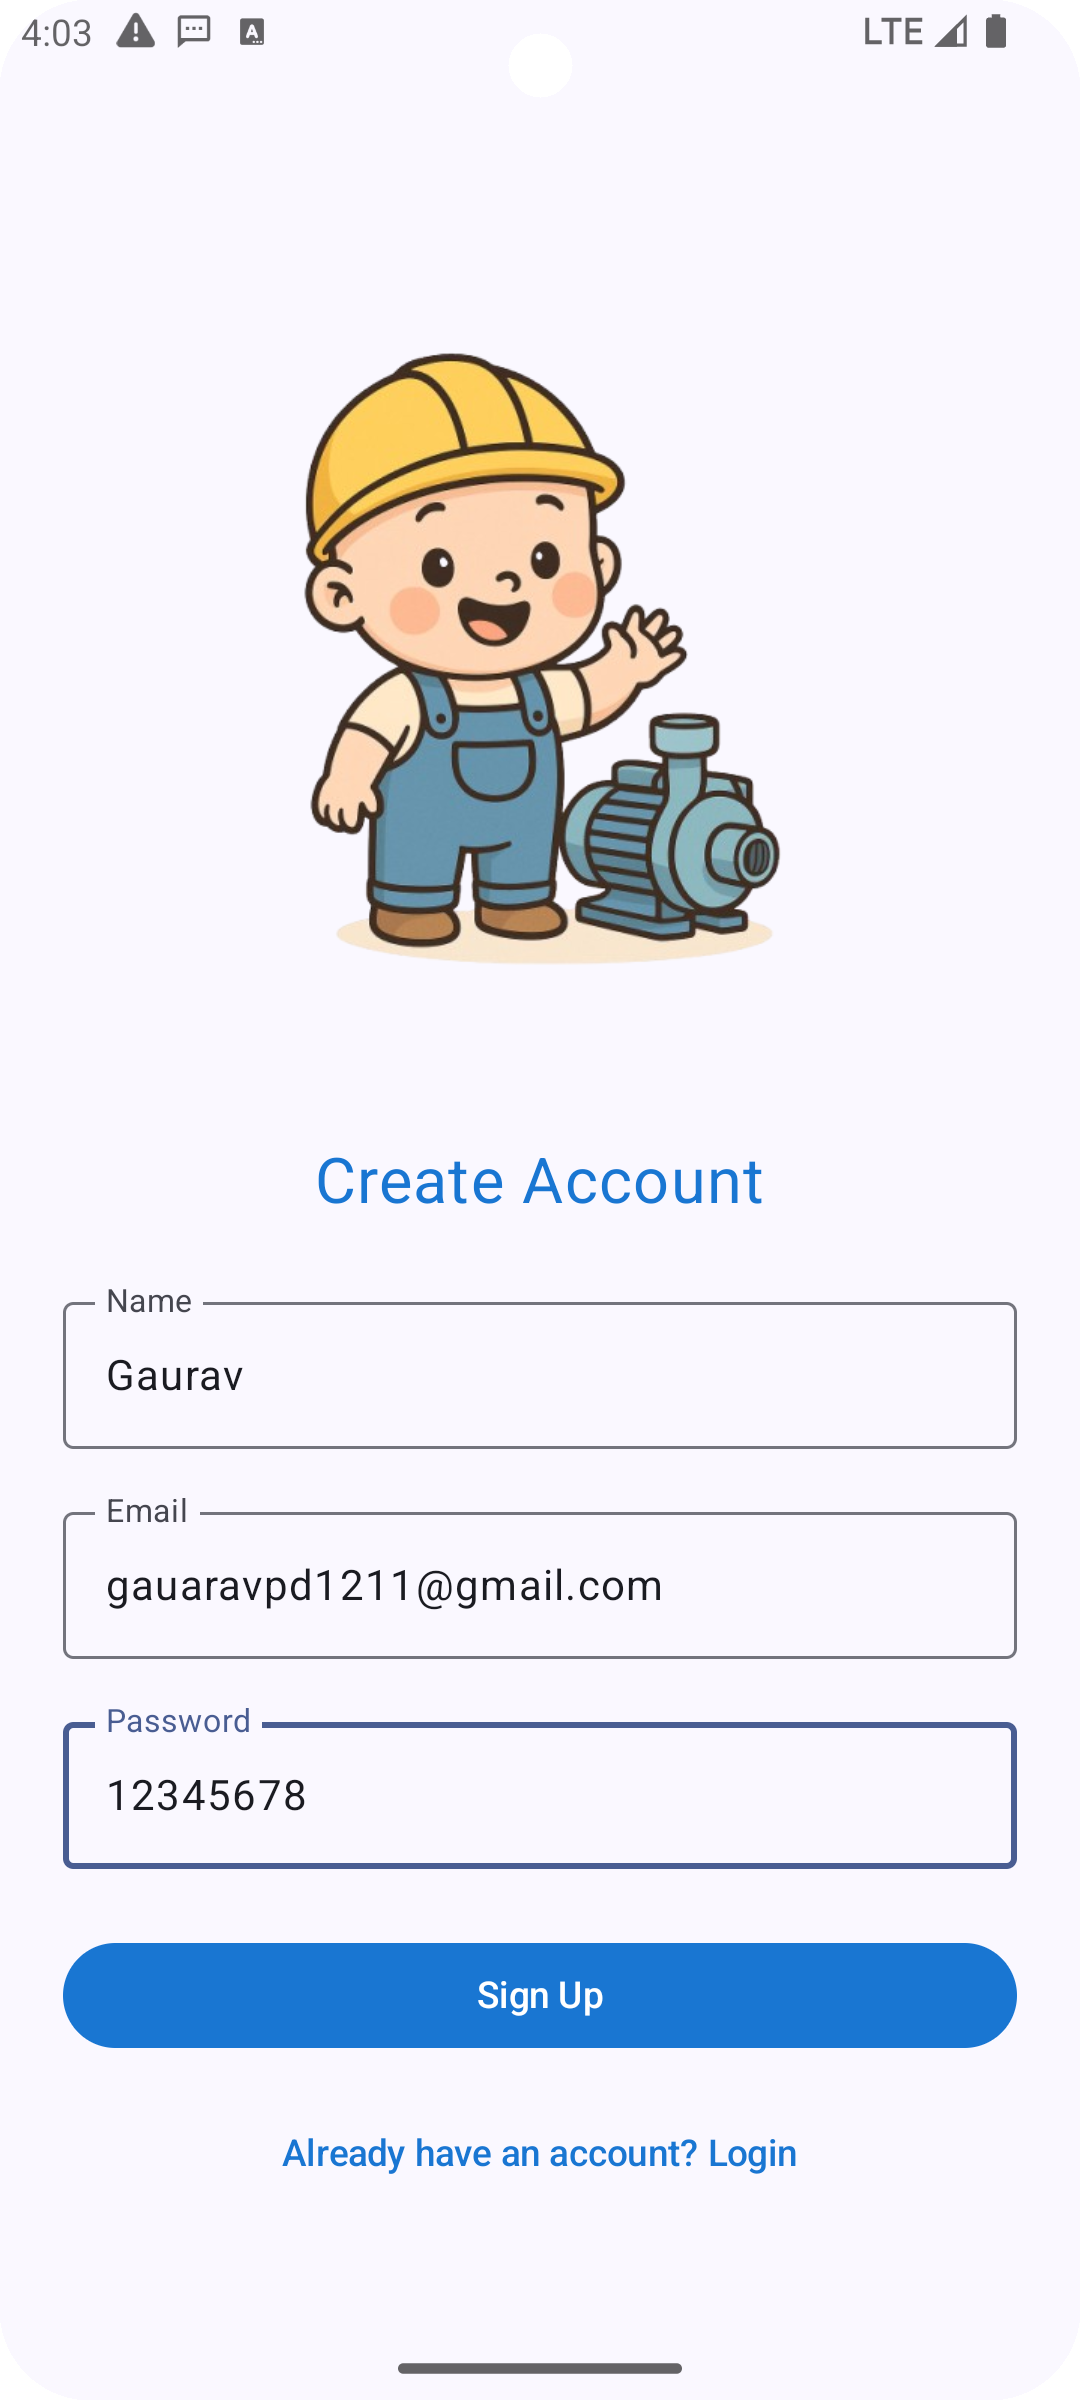 4:03
LTE
Create Account
Name
Gaurav
Email
gauaravpd1211@gmail.com
Password
12345678
Sign Up
Already have an account? Login